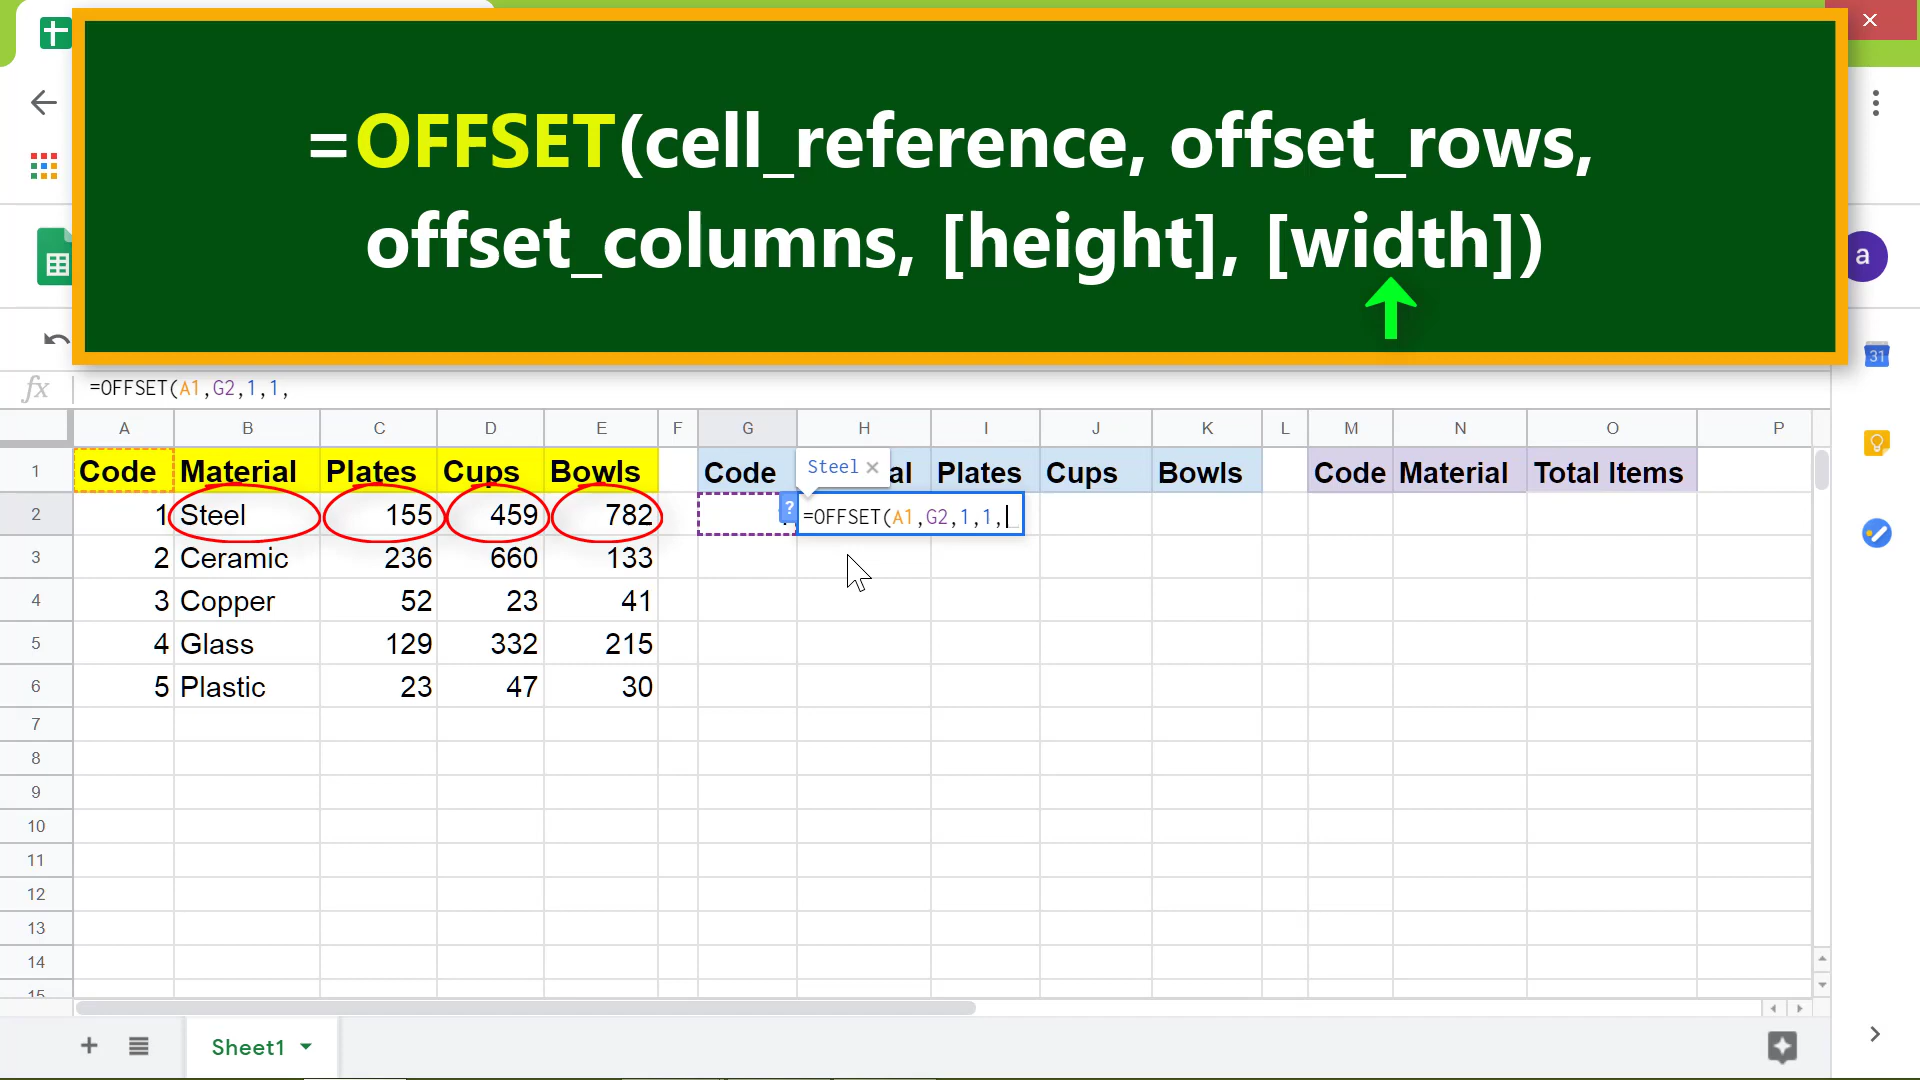 =OFFSET(cell_reference, offset_rows,
offset_columns, [height], [width])
a
31
fx =OFFSET(A1,G2,1,1,
A B C D E F G H I J K L M N O P
1 Code Material Plates Cups Bowls Code Steel × al Plates Cups Bowls Code Material Total Items
2 1 Steel 155 459 782 ? =OFFSET(A1,G2,1,1,
3 2 Ceramic 236 660 133
4 3 Copper 52 23 41
5 4 Glass 129 332 215
6 5 Plastic 23 47 30
7
8
9
10
11
12
13
14
15
+ Sheet1